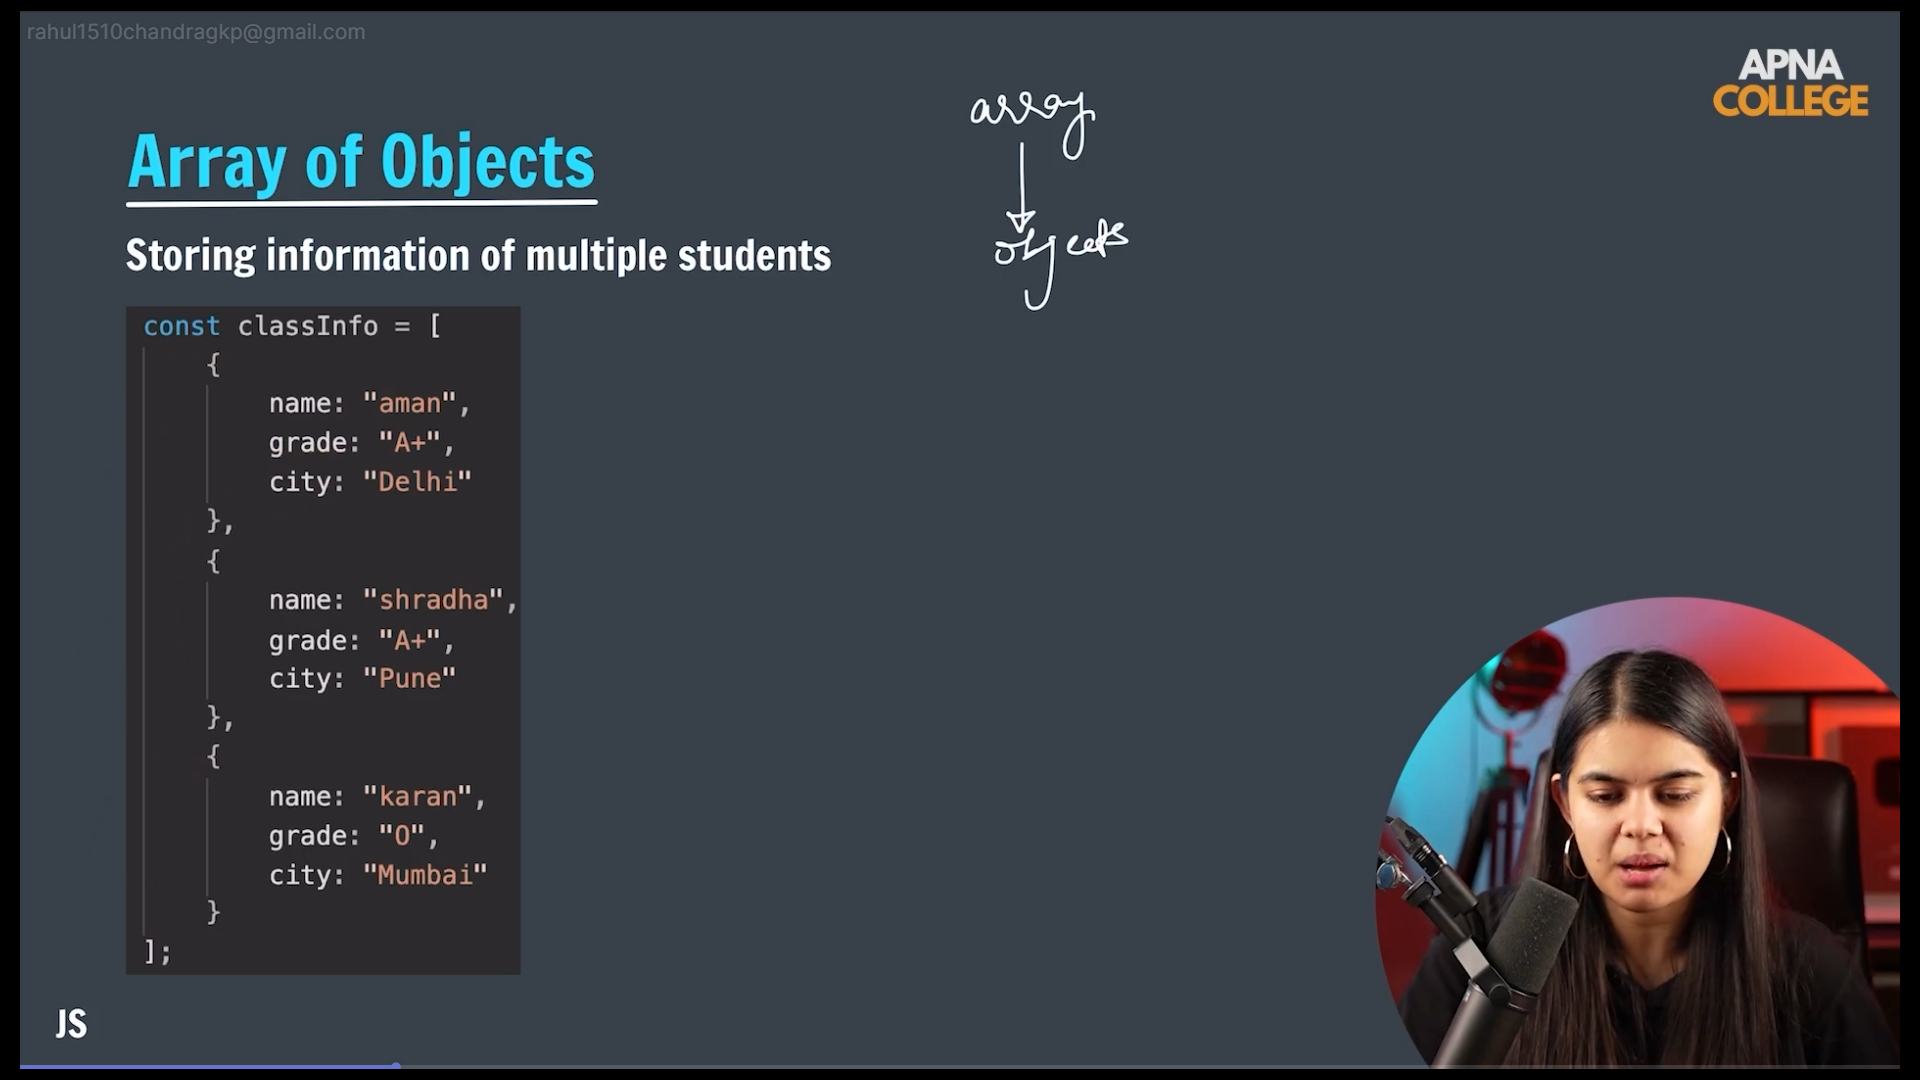 rahul1510chandragkp@gmail.com
APNA
COLLEGE
array
objects
Array of Objects
Storing information of multiple students
const classInfo = [
{
name: "aman",
grade: "A+",
city: "Delhi"
},
{
name: "shradha",
grade: "A+",
city: "Pune"
},
{
name: "karan",
grade: "O",
city: "Mumbai"
}
];
JS